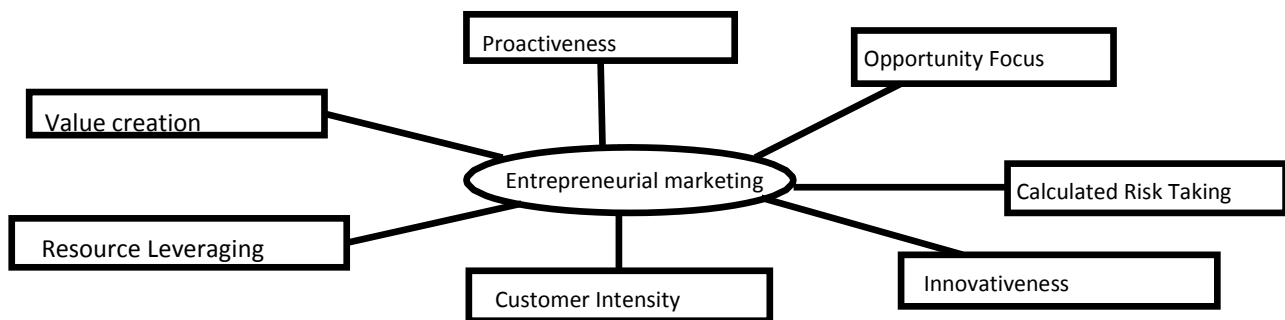 Proactiveness
Opportunity Focus
Value creation
Entrepreneurial marketing
Calculated Risk Taking
Resource Leveraging
Customer Intensity
Innovativeness